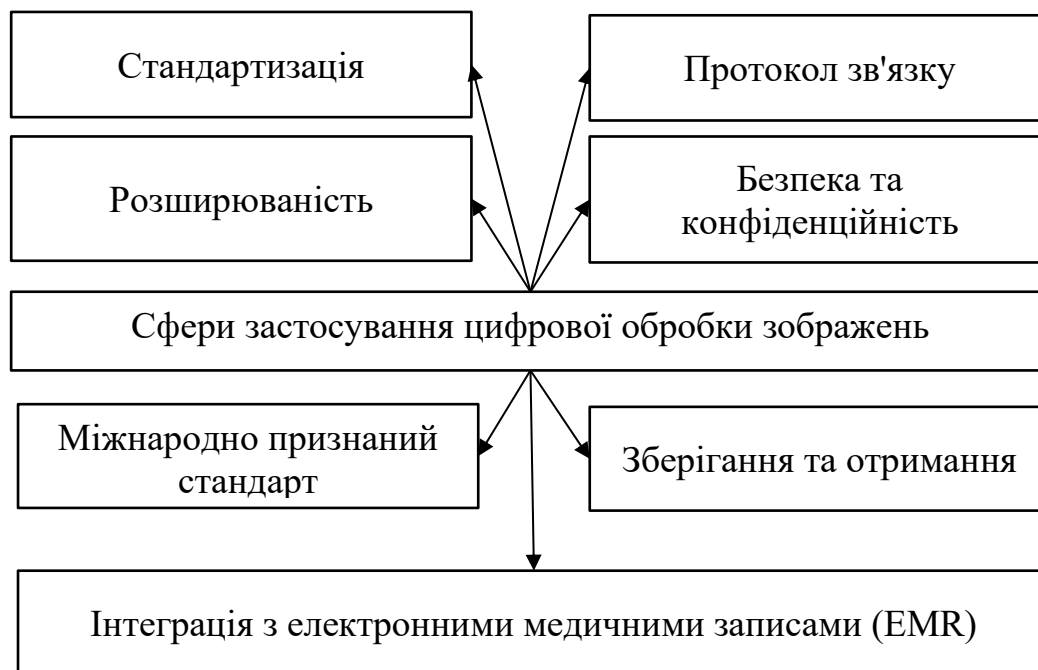 Стандартизація
Протокол зв'язку
Розширюваність
Безпека та
конфіденційність
Сфери застосування цифрової обробки зображень
Міжнародно признаний
стандарт
Зберігання та отримання
Інтеграція з електронними медичними записами (EMR)